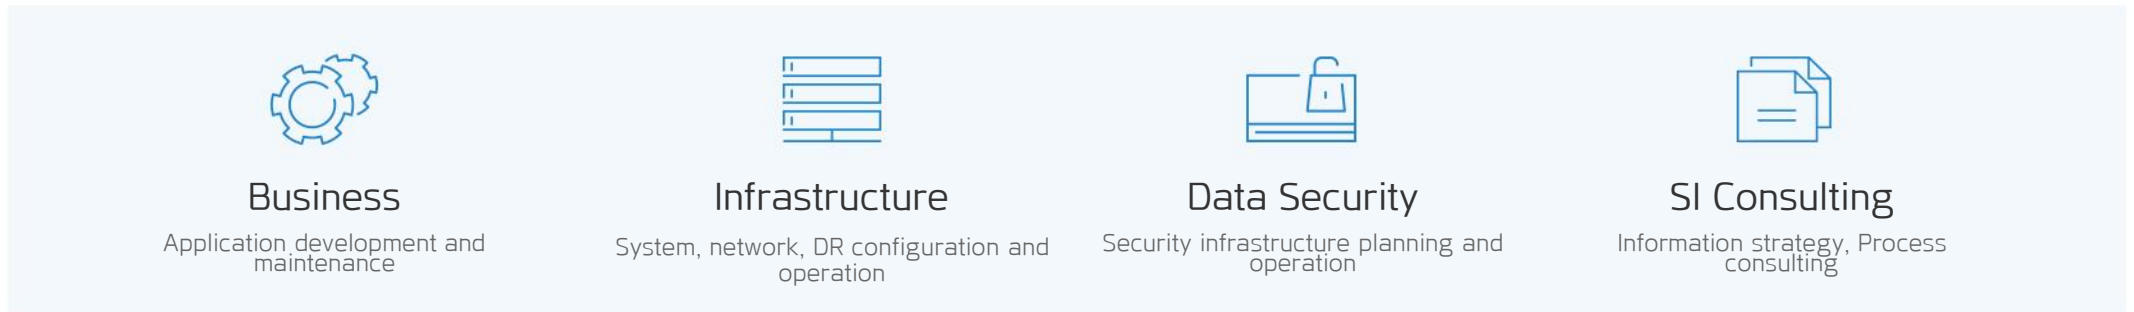 Business
Application development and
maintenance
Infrastructure
System, network, DR configuration and
operation
Data Security
Security infrastructure planning and
operation
SI Consulting
Information strategy, Process
consulting